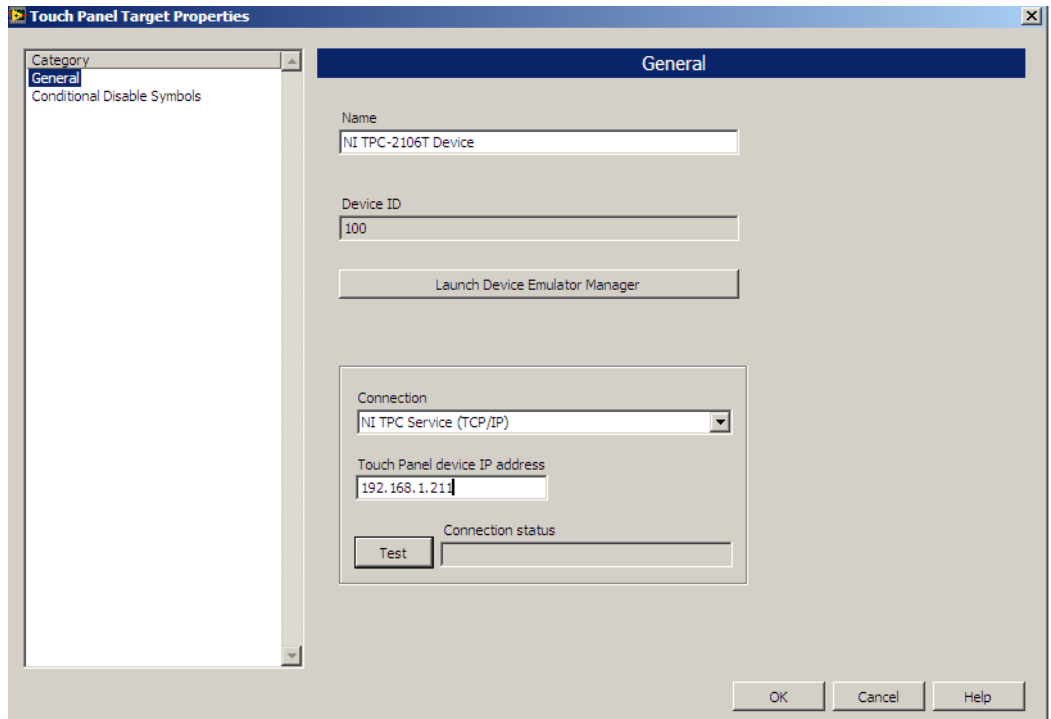 Touch Panel Target Properties
Category
General
Conditional Disable Symbols
General
Name
NI TPC-2106T Device
Device ID
100
Launch Device Emulator Manager
Connection
NI TPC Service (TCP/IP)
Touch Panel device IP address
192.168.1.211
Connection status
Test
OK Cancel Help